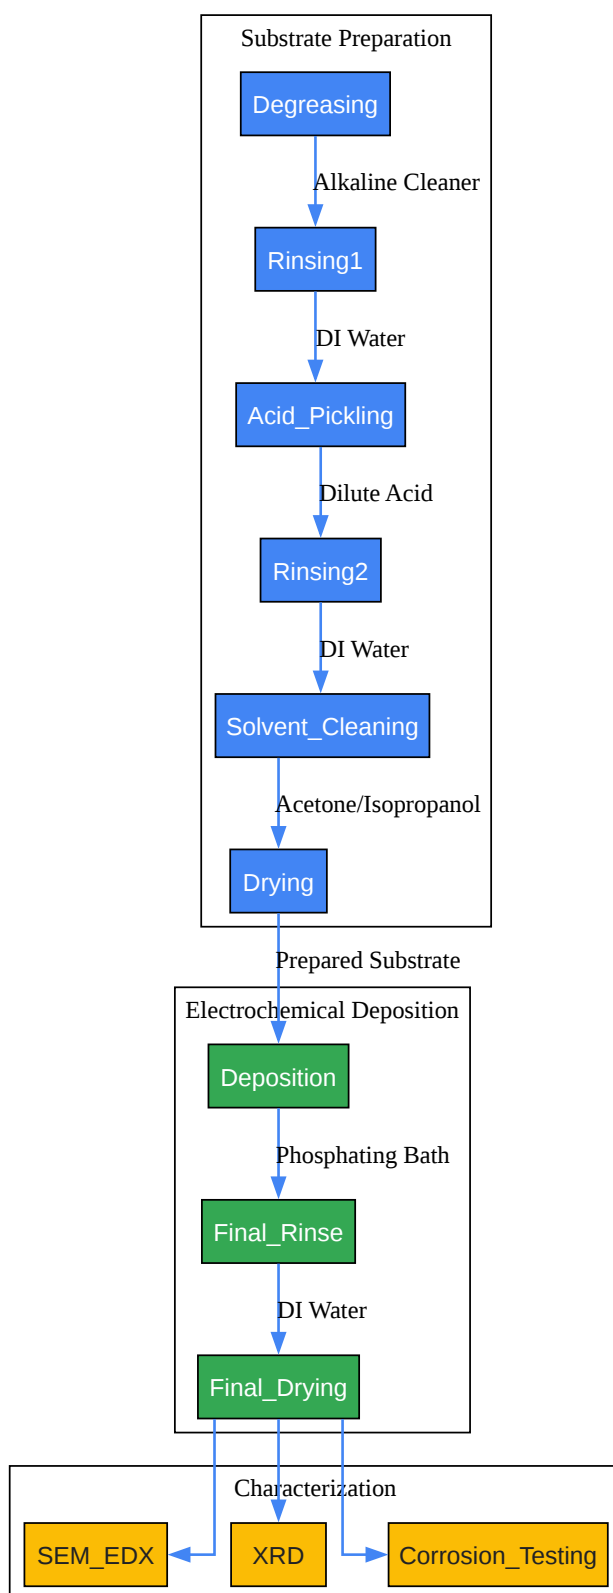 Substrate Preparation
Degreasing
Alkaline Cleaner
Rinsing1
DI Water
Acid_Pickling
Dilute Acid
Rinsing2
DI Water
Solvent_Cleaning
Acetone/Isopropanol
Drying
Prepared Substrate
Electrochemical Deposition
Deposition
Phosphating Bath
Final_Rinse
DI Water
Final_Drying
Characterization
SEM_EDX
XRD
Corrosion_Testing